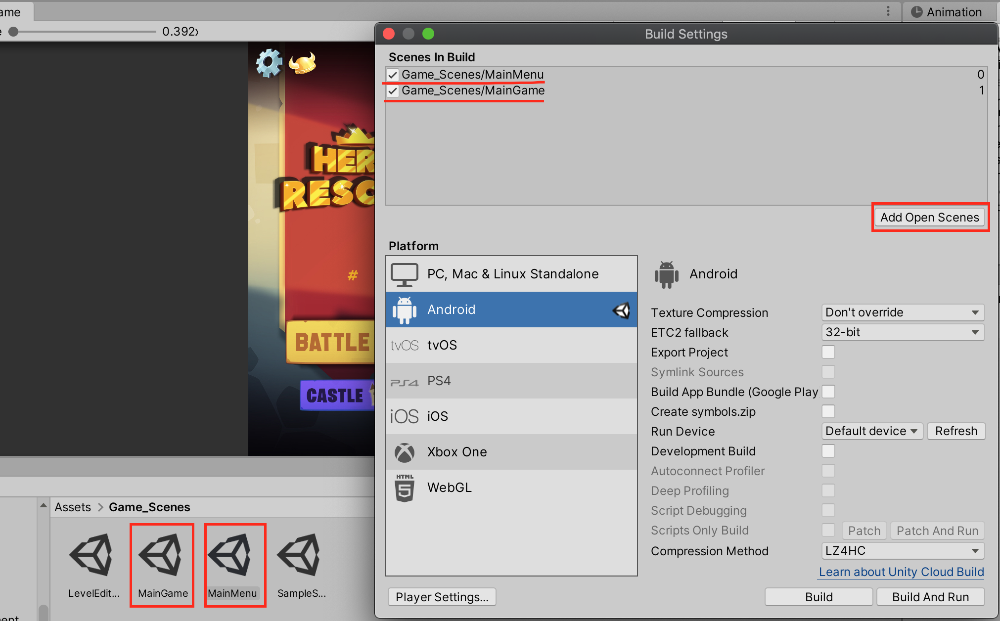 ame
Animation
0.392x
Build Settings
Scenes In Build
Game_Scenes/MainMenu 0
Game_Scenes/MainGame 1
Add Open Scenes
HER
RESC
#
BATTLE
CASTLE
Platform
PC, Mac & Linux Standalone
Android
tvOS tvOS
PS4 PS4
iOS iOS
Xbox One
HTML
5
WebGL
Android
Texture Compression Don't override
ETC2 fallback 32-bit
Export Project
Symlink Sources
Build App Bundle (Google Play
Create symbols.zip
Run Device Default device Refresh
Development Build
Autoconnect Profiler
Deep Profiling
Script Debugging
Scripts Only Build Patch Patch And Run
Compression Method LZ4HC
Learn about Unity Cloud Build
Player Settings... Build Build And Run
Assets > Game_Scenes
LevelEdit... MainGame MainMenu SampleS...